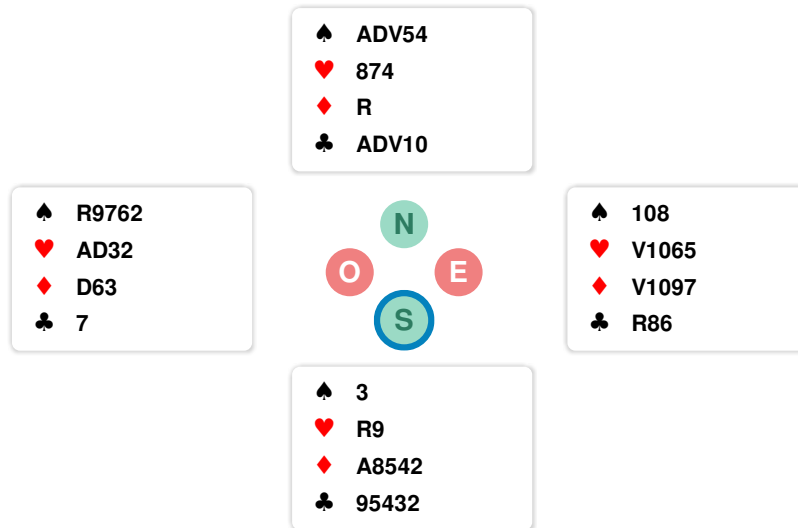 ♠ ADV54
♥ 874
♦ R
♣ ADV10
♠ R9762
♥ AD32
♦ D63
♣ 7
N
O E
S
♠ 108
♥ V1065
♦ V1097
♣ R86
♠ 3
♥ R9
♦ A8542
♣ 95432